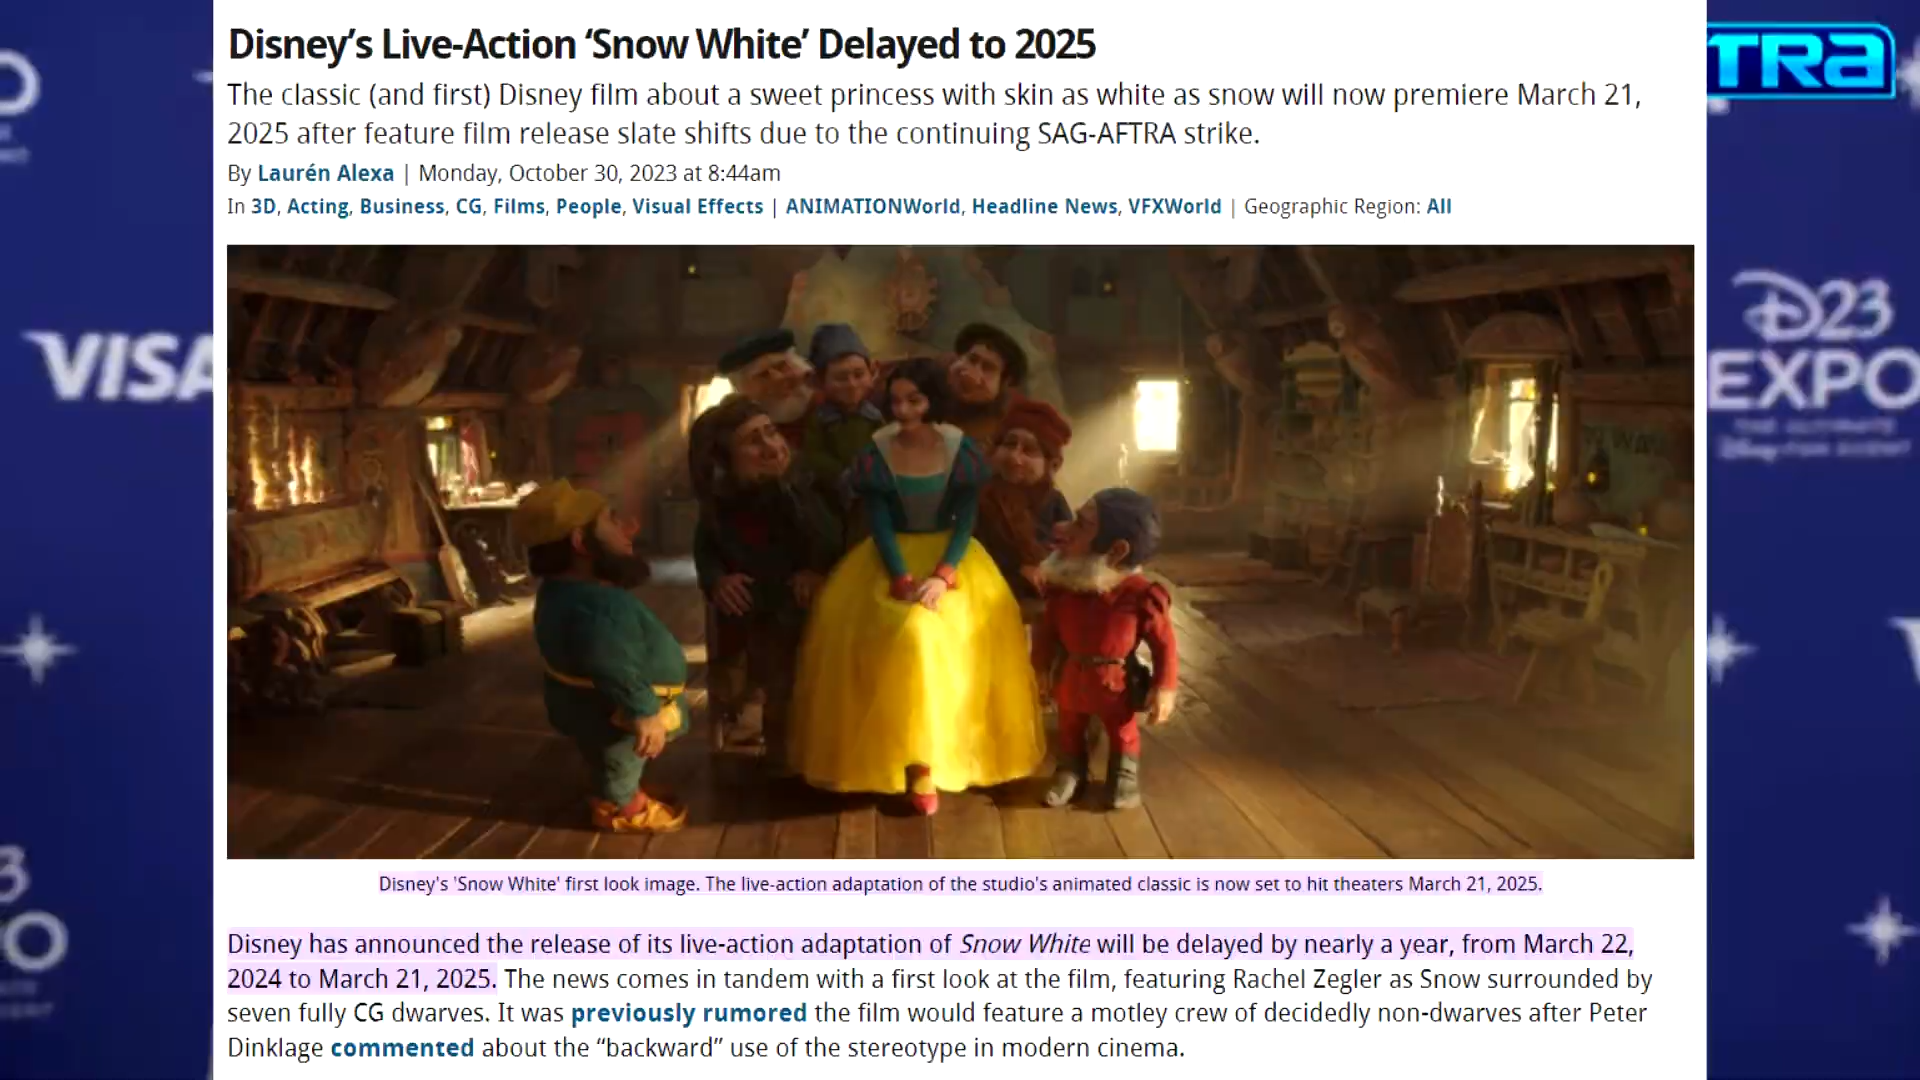 Disney’s Live-Action ‘Snow White’ Delayed to 2025
The classic (and first) Disney film about a sweet princess with skin as white as snow will now premiere March 21,
2025 after feature film release slate shifts due to the continuing SAG-AFTRA strike.
By Laurén Alexa | Monday, October 30, 2023 at 8:44am
In 3D, Acting, Business, CG, Films, People, Visual Effects | ANIMATIONWorld, Headline News, VFXWorld | Geographic Region: All
Disney's 'Snow White' first look image. The live-action adaptation of the studio's animated classic is now set to hit theaters March 21, 2025.
Disney has announced the release of its live-action adaptation of Snow White will be delayed by nearly a year, from March 22,
2024 to March 21, 2025. The news comes in tandem with a first look at the film, featuring Rachel Zegler as Snow surrounded by
seven fully CG dwarves. It was previously rumored the film would feature a motley crew of decidedly non-dwarves after Peter
Dinklage commented about the “backward” use of the stereotype in modern cinema.
VISA
TRa
D23
EXPO
3
O